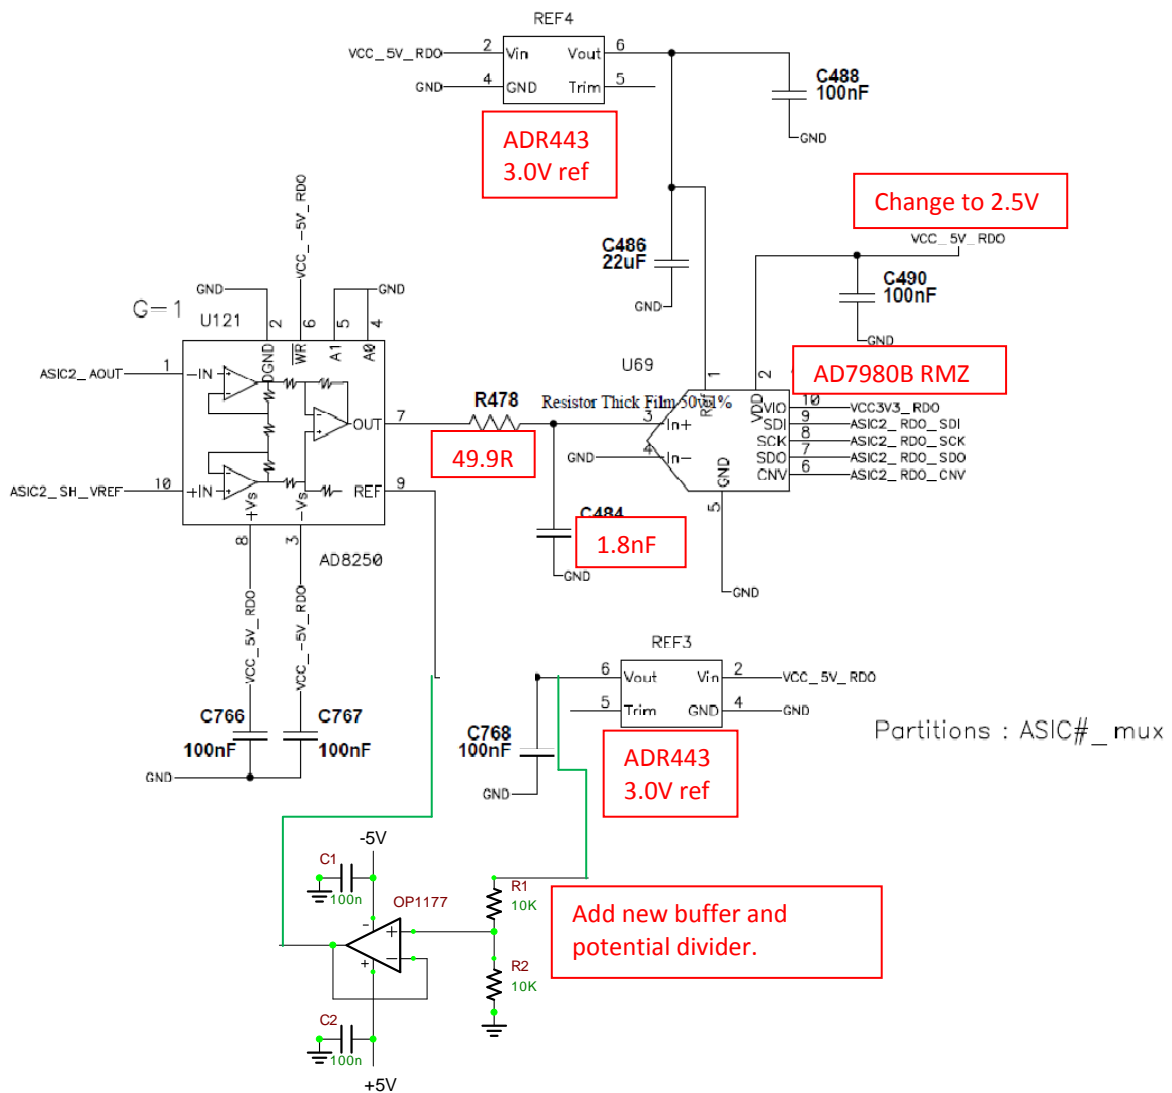 REF4
VCC_5V_RDO
2
Vin
Vout
6
GND
4
GND
Trim
5
C488
100nF
GND
ADR443
3.0V ref
Change to 2.5V
VCC_5V_RDO
C486
22uF
GND
C490
100nF
GND
VCC_-5V_RDO
GND
GND
G=1
U121
2
6
5
4
DGND
WR
A1
A0
ASIC2_AOUT
1
-IN
OUT
7
R478
49.9R
Resistor Thick Film 50v 1%
U69
1
2
Ref
VDD
AD7980B RMZ
3
In+
GND
4
In-
GND
5
GND
VIO
10
VCC3V3_RDO
SDI
9
ASIC2_RDO_SDI
SCK
8
ASIC2_RDO_SCK
SDO
7
ASIC2_RDO_SDO
CNV
6
ASIC2_RDO_CNV
ASIC2_SH_VREF
10
+IN
REF
9
+Vs
-Vs
8
3
AD8250
C484
1.8nF
GND
VCC_5V_RDO
VCC_-5V_RDO
C766
100nF
C767
100nF
GND
REF3
6
Vout
Vin
2
VCC_5V_RDO
5
Trim
GND
4
GND
C768
100nF
GND
ADR443
3.0V ref
Partitions : ASIC#_mux
-5V
C1
100n
OP1177
-
+
+
-
R1
10K
R2
10K
Add new buffer and
potential divider.
C2
100n
+5V